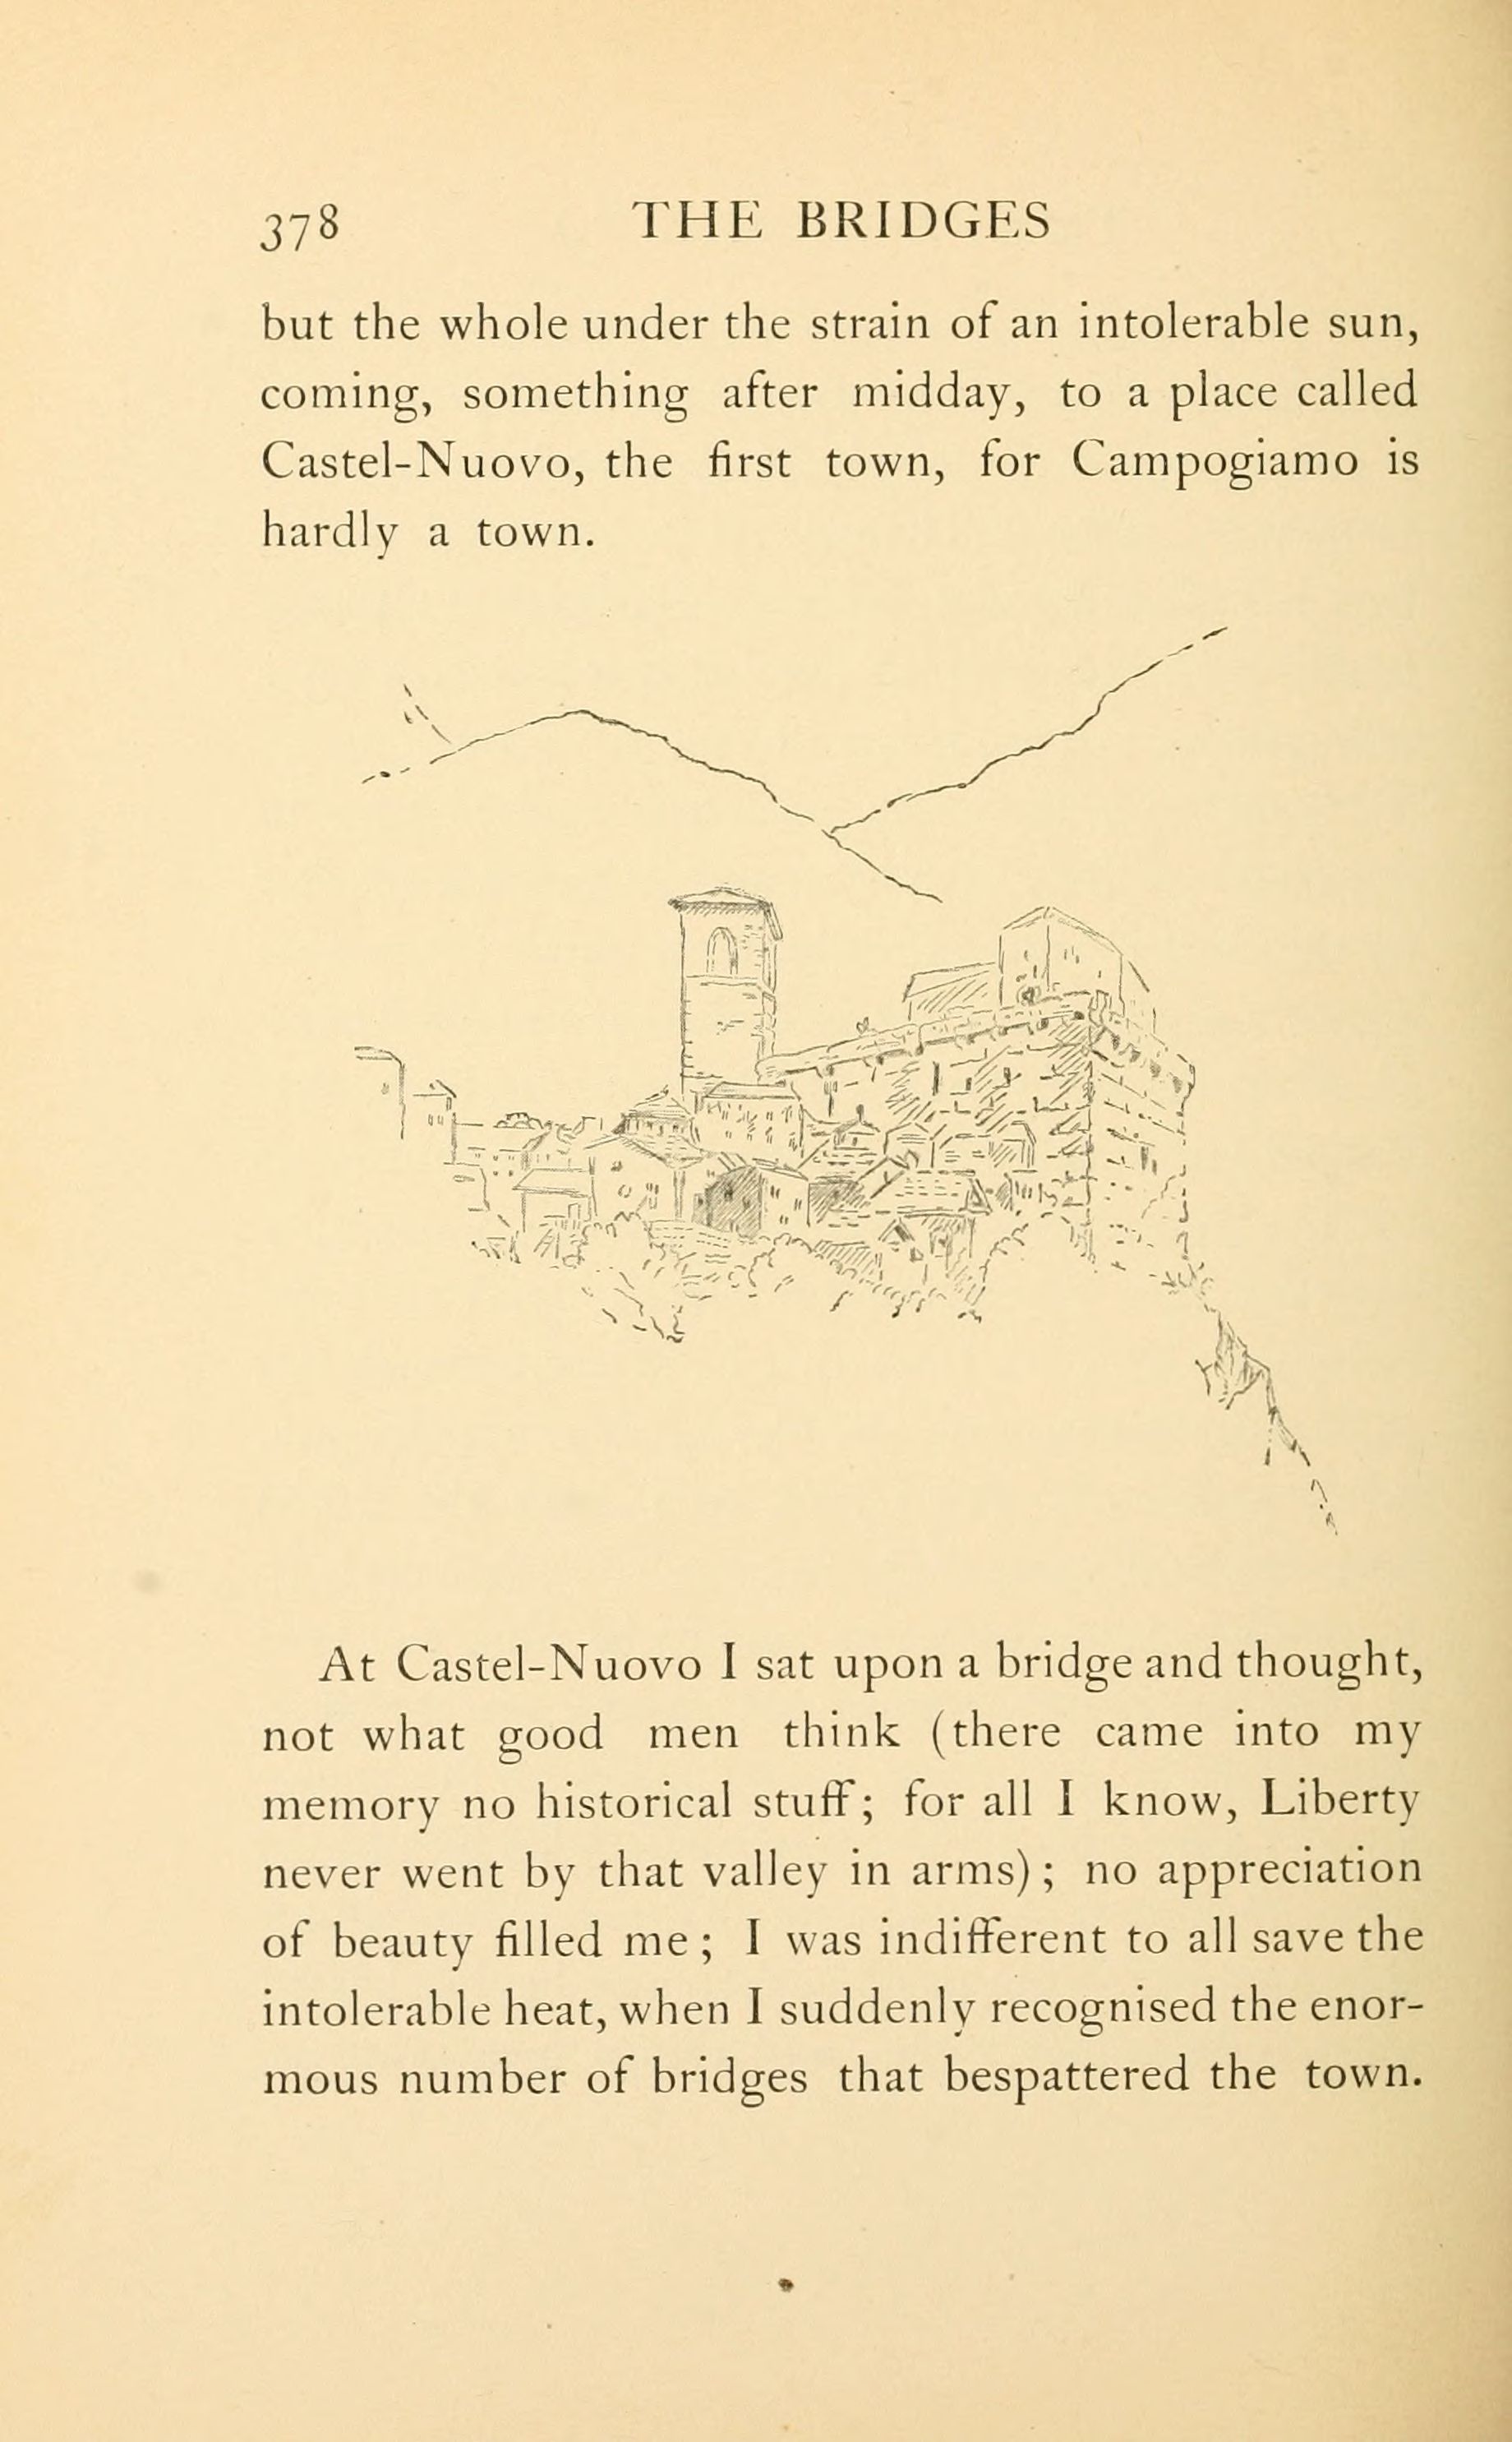 378 THE BRIDGES
but the whole under the strain of an intolerable sun,
coming, something after midday, to a place called
Castel-Nuovo, the first town, for Campogiamo is
hardly a town.
At Castel-Nuovo I sat upon a bridge and thought,
not what good men think (there came into my
memory no historical stuff; for all I know, Liberty
never went by that valley in arms); no appreciation
of beauty filled me; I was indifferent to all save the
intolerable heat, when I suddenly recognised the enor-
mous number of bridges that bespattered the town.